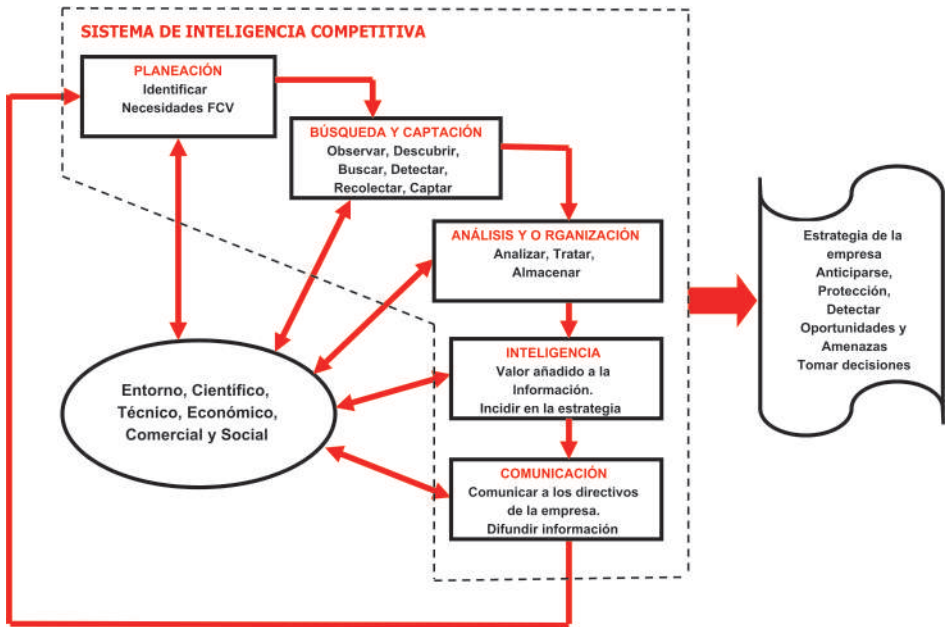 SISTEMA DE INTELIGENCIA COMPETITIVA
PLANEACIÓN
Identificar
Necesidades FCV
BÚSQUEDA Y CAPTACIÓN
Observar, Descubrir,
Buscar, Detectar,
Recolectar, Captar
ANÁLISIS Y O RGANIZACIÓN
Analizar, Tratar,
Almacenar
INTELIGENCIA
Valor añadido a la
Información.
Incidir en la estrategia
COMUNICACIÓN
Comunicar a los directivos
de la empresa.
Difundir información
Entorno, Científico,
Técnico, Económico,
Comercial y Social
Estrategia de la
empresa
Anticiparse,
Protección,
Detectar
Oportunidades y
Amenazas
Tomar decisiones